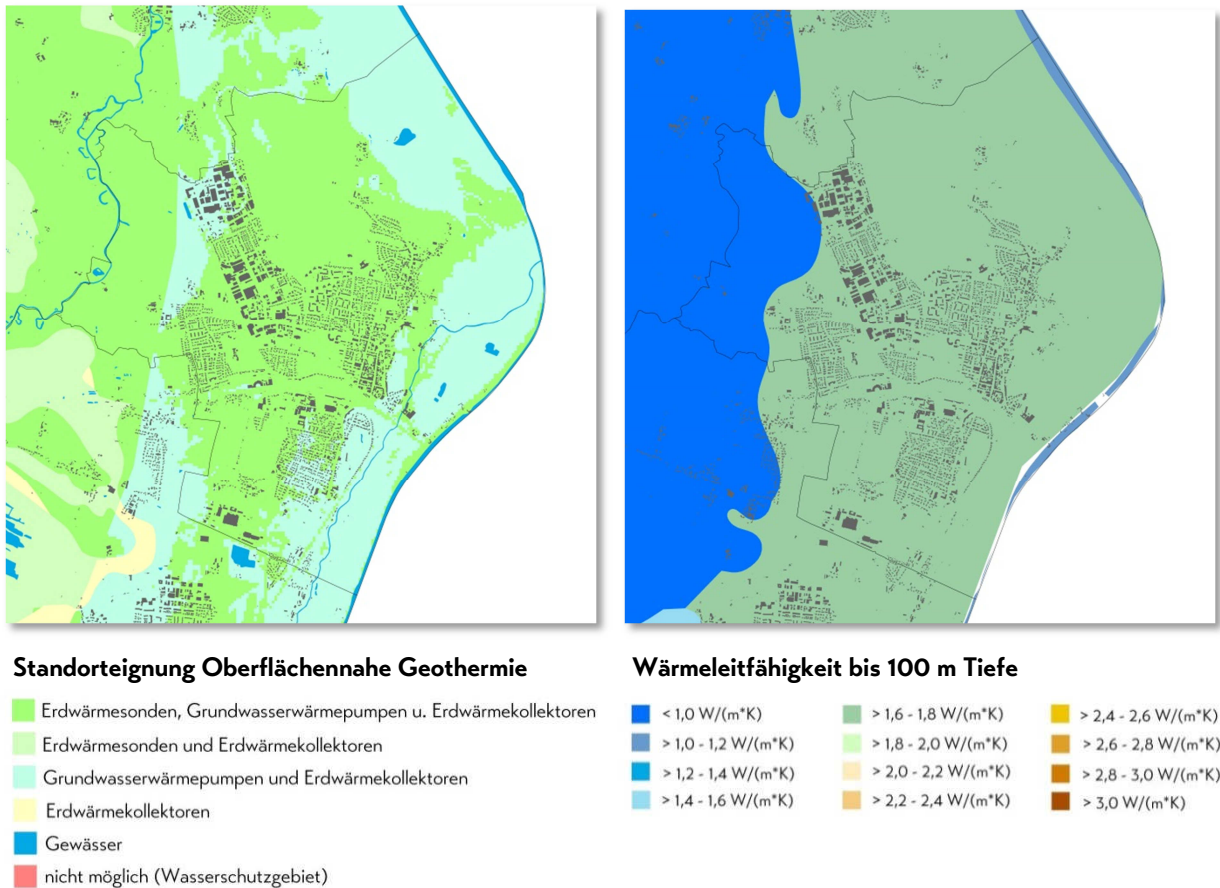 Standorteignung Oberflächennahe Geothermie
Erdwärmesonden, Grundwasserwärmepumpen u. Erdwärmekollektoren
Erdwärmesonden und Erdwärmekollektoren
Grundwasserwärmepumpen und Erdwärmekollektoren
Erdwärmekollektoren
Gewässer
nicht möglich (Wasserschutzgebiet)
Wärmeleitfähigkeit bis 100 m Tiefe
< 1,0 W/(m*K)
> 1,0 - 1,2 W/(m*K)
> 1,2 - 1,4 W/(m*K)
> 1,4 - 1,6 W/(m*K)
> 1,6 - 1,8 W/(m*K)
> 1,8 - 2,0 W/(m*K)
> 2,0 - 2,2 W/(m*K)
> 2,2 - 2,4 W/(m*K)
> 2,4 - 2,6 W/(m*K)
> 2,6 - 2,8 W/(m*K)
> 2,8 - 3,0 W/(m*K)
> 3,0 W/(m*K)